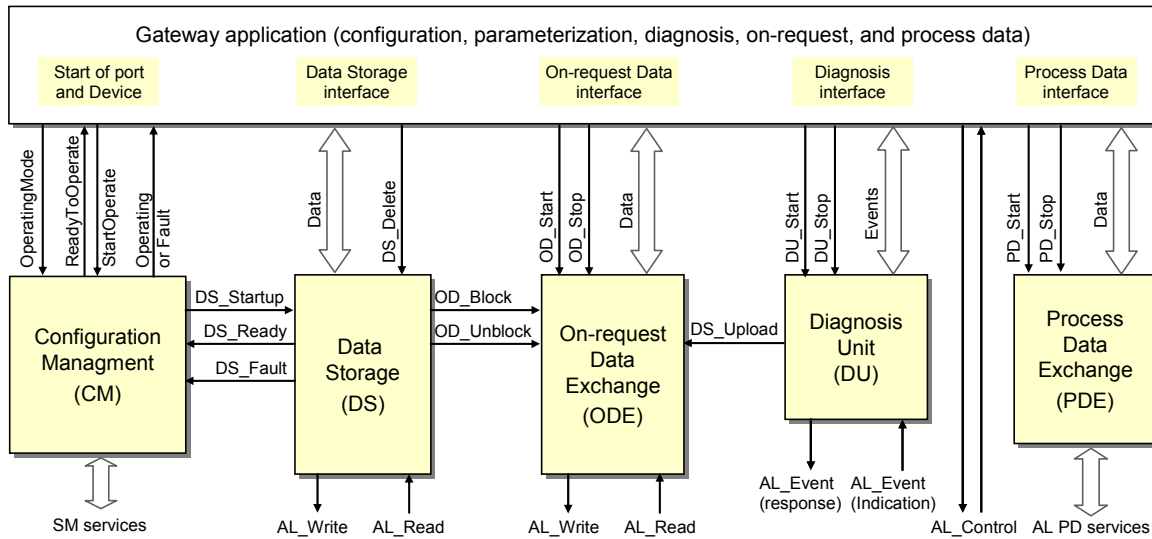 Gateway application (configuration, parameterization, diagnosis, on-request, and process data)
Start of port
and Device
Data Storage
interface
On-request Data
interface
Diagnosis
interface
Process Data
interface
OperatingMode
ReadyToOperate
StartOperate
Operating
or Fault
Data
DS_Delete
OD_Start
OD_Stop
Data
DU_Start
DU_Stop
Events
PD_Start
PD_Stop
Data
Configuration
Managment
(CM)
DS_Startup
DS_Ready
DS_Fault
Data
Storage
(DS)
OD_Block
OD_Unblock
On-request
Data
Exchange
(ODE)
DS_Upload
Diagnosis
Unit
(DU)
Process
Data
Exchange
(PDE)
SM services
AL_Write
AL_Read
AL_Write
AL_Read
AL_Event
(response)
AL_Event
(Indication)
AL_Control
AL PD services